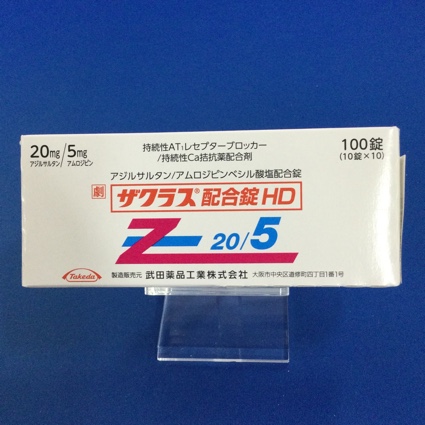 20mg/5mg
アジルサルタン/アムロジピン
持続性AT₁レセプターブロッカー
/持続性Ca拮抗薬配合剤
100錠
(10錠×10)
アジルサルタン/アムロジピンベシル酸塩配合錠
劇 ザクラス®配合錠HD
Z 20/5
Takeda
製造販売元 武田薬品工業株式会社 大阪市中央区道修町四丁目1番1号